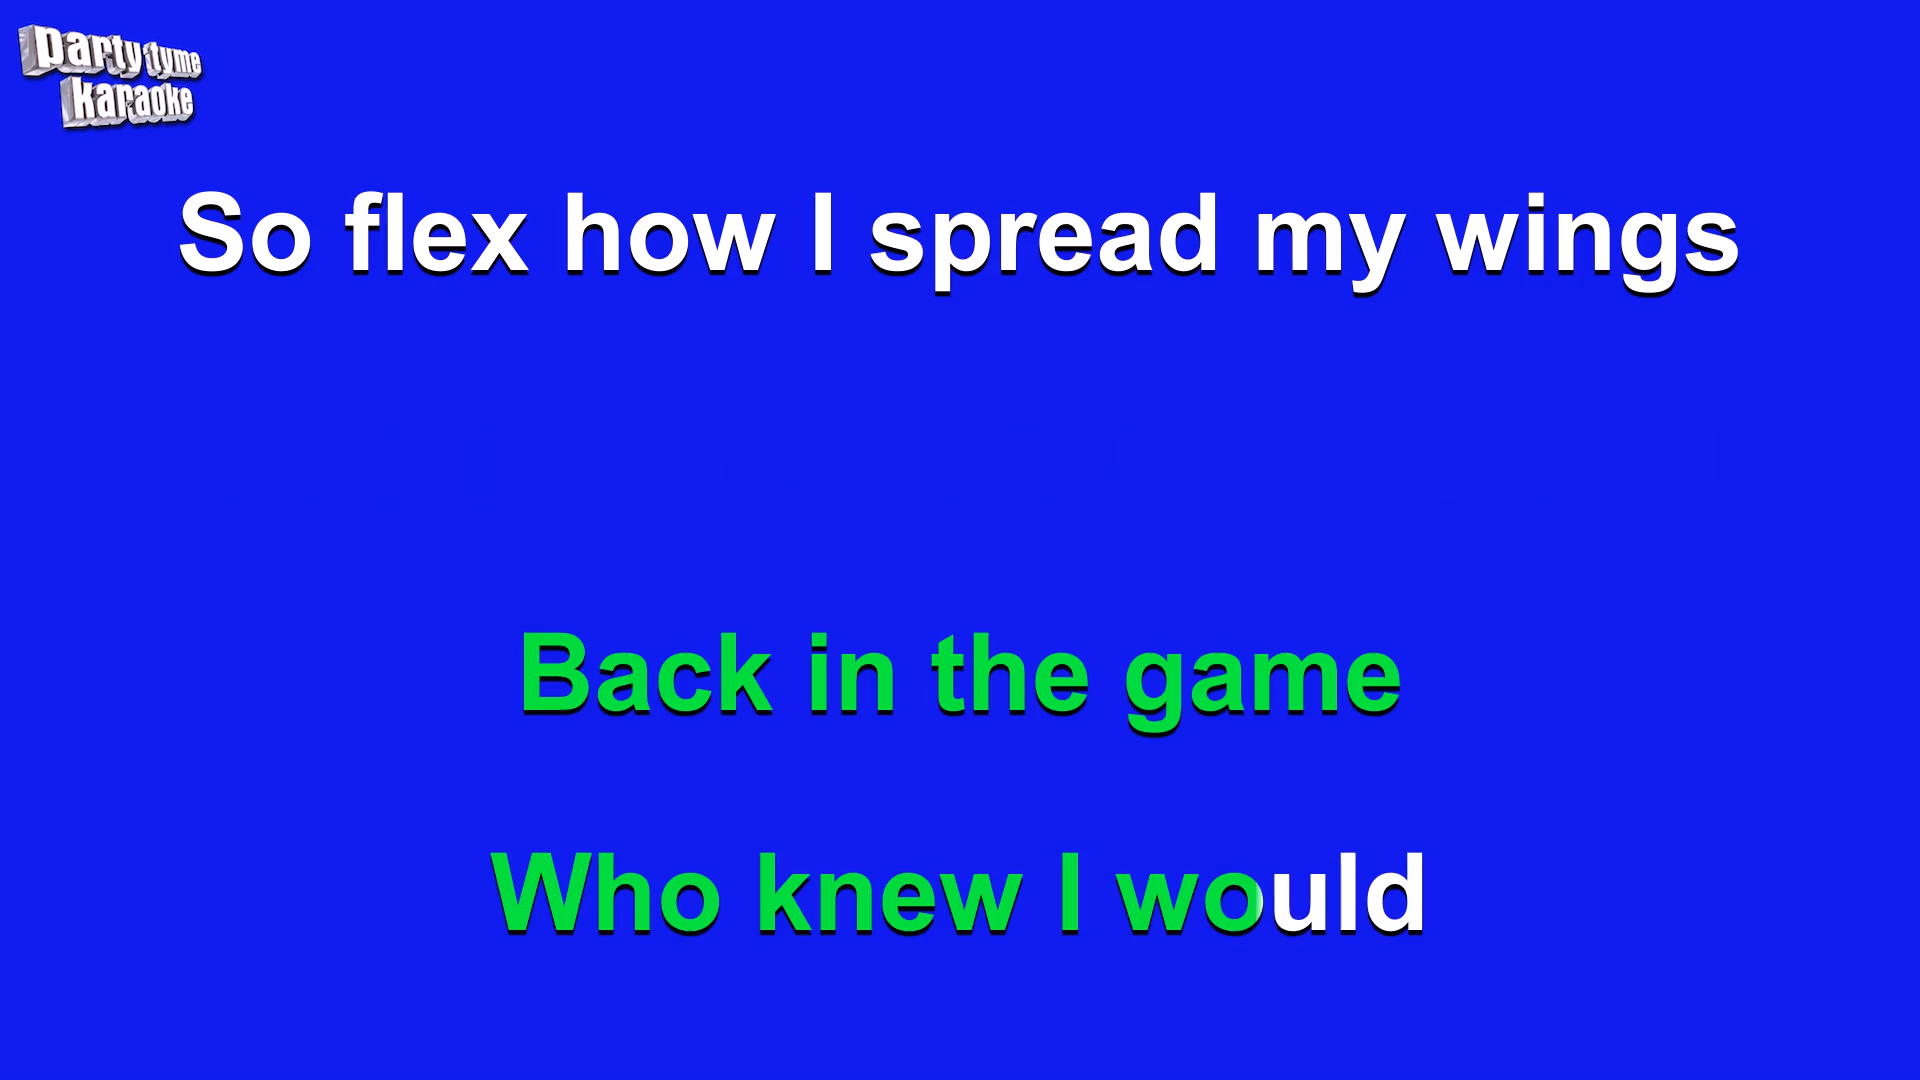 party tyme
karaoke
So flex how I spread my wings
Back in the game
Who knew I would